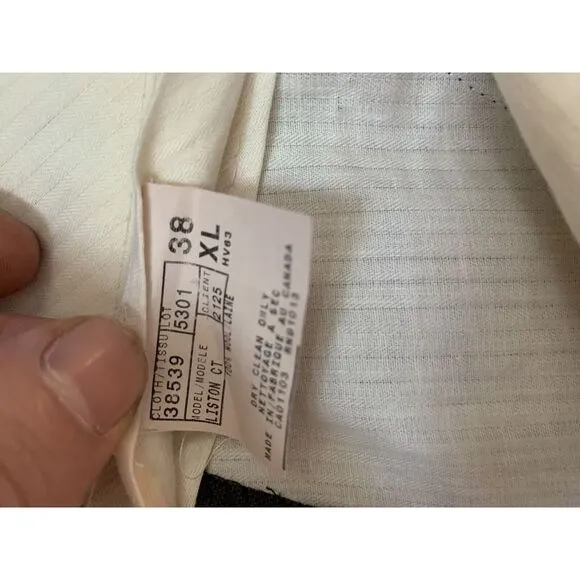 CLOTH/TISSU LOT
38539 5301 38
MODEL/MODELE CLIENT
LISTON CT 2125 XL
100% WOOL LAINE HV63
DRY CLEAN ONLY
NETTOYAGE A SEC
MADE IN/FABRIQUE AU CANADA
CA01103 RN81013